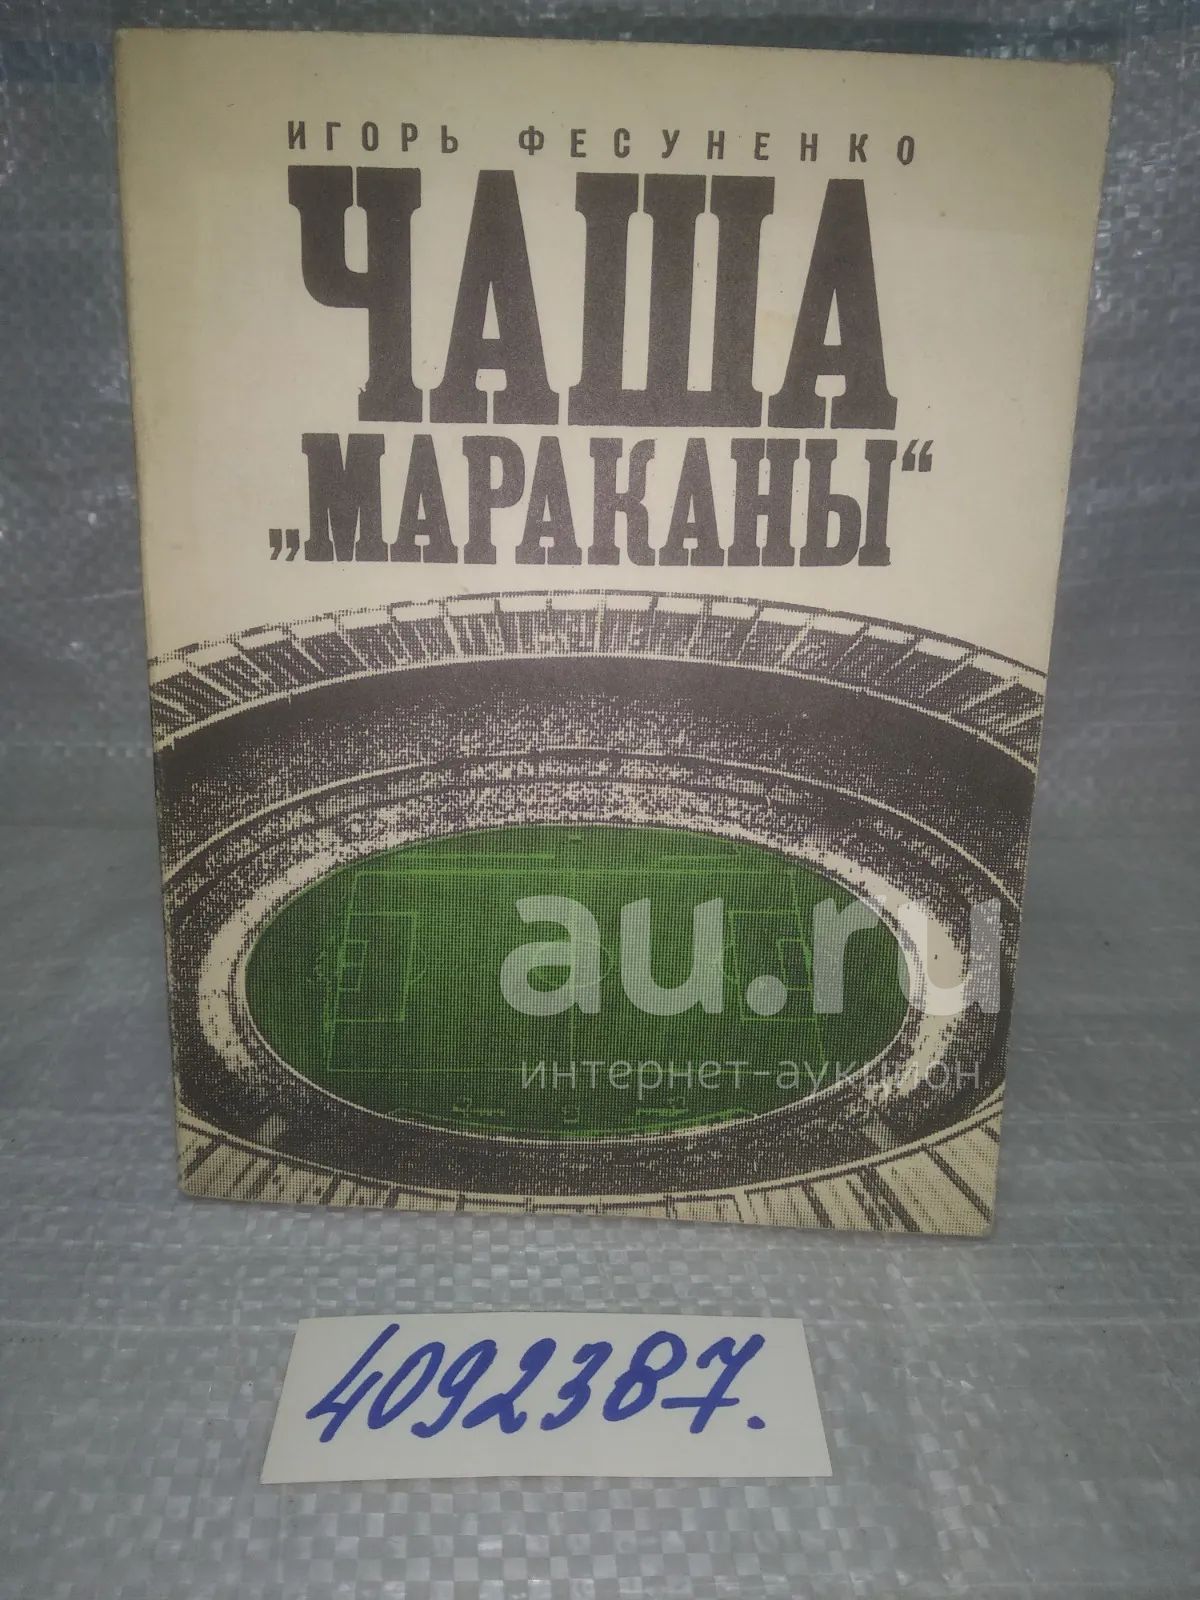 ИГОРЬ ФЕСУНЕНКО
ЧАША
„МАРАКАНЫ“
au.ru
интернет-аукцион
4092387.